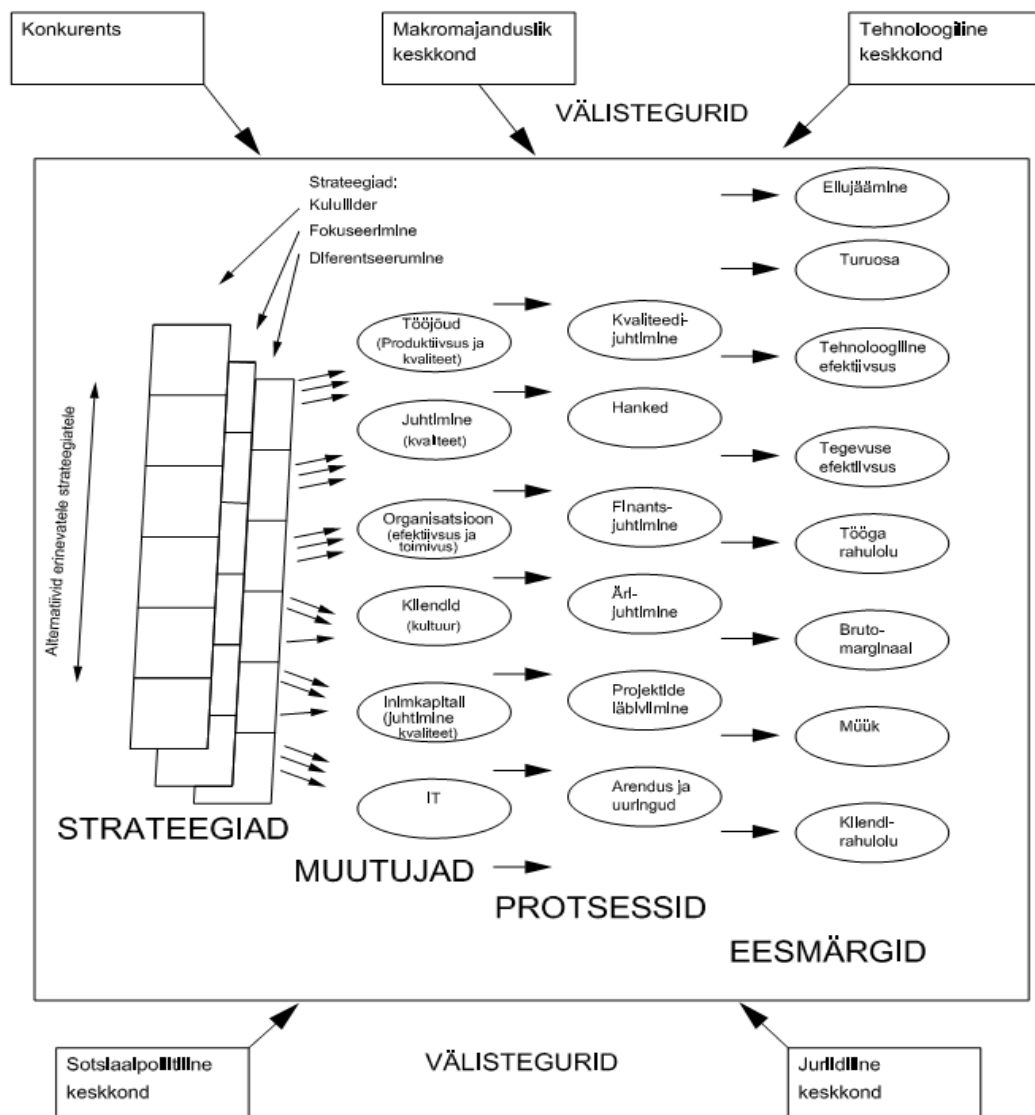 Konkurents
Makromajanduslik
keskkond
Tehnoloogiline
keskkond
VÄLISTEGURID
Strateegiad:
Kululiider
Fokuseerimine
Diferentseerumine
Alternatiivid erinevatele strateegiatele
STRATEEGIAD
Tööjõud
(Produktiivsus ja
kvaliteet)
Juhtimine
(kvaliteet)
Organisatsioon
(efektiivsus ja
toimivus)
Kliendid
(kultuur)
Inimkapitali
(juhtimine
kvaliteet)
IT
MUUTUJAD
Kvaliteedi-
juhtimine
Hanked
Finants-
juhtimine
Äri-
juhtimine
Projektide
läbiviimine
Arendus ja
uuringud
PROTSESSID
Ellujäämine
Turuosa
Tehnoloogiline
efektiivsus
Tegevuse
efektiivsus
Tööga
rahulolu
Bruto-
marginaal
Müük
Kliendi-
rahulolu
EESMÄRGID
Sotsiaalpoliitiline
keskkond
VÄLISTEGURID
Juriidiline
keskkond